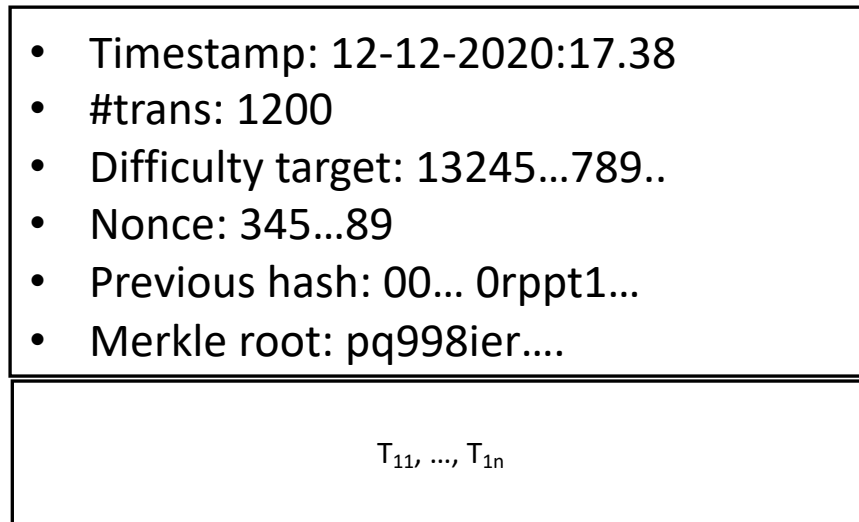 • Timestamp: 12-12-2020:17.38
• #trans: 1200
• Difficulty target: 13245…789..
• Nonce: 345…89
• Previous hash: 00… 0rppt1…
• Merkle root: pq998ier….
T₁₁, …, T₁ₙ